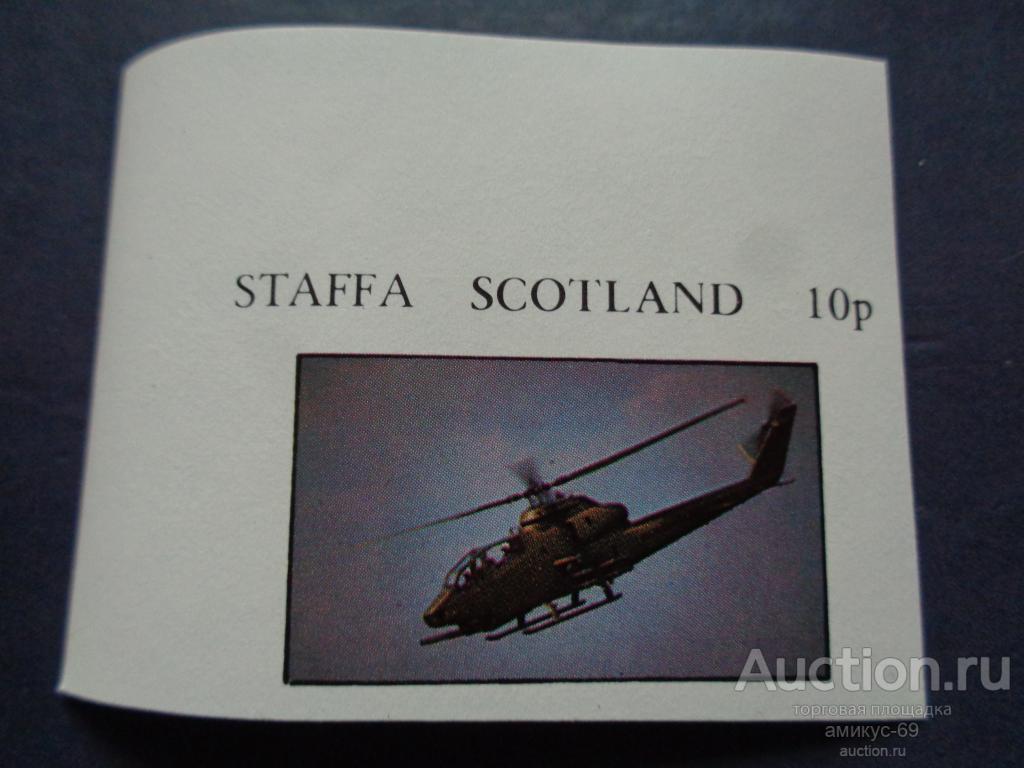 STAFFA SCOTLAND 10p
Auction.ru
торговая площадка
амикус-69
auction.ru